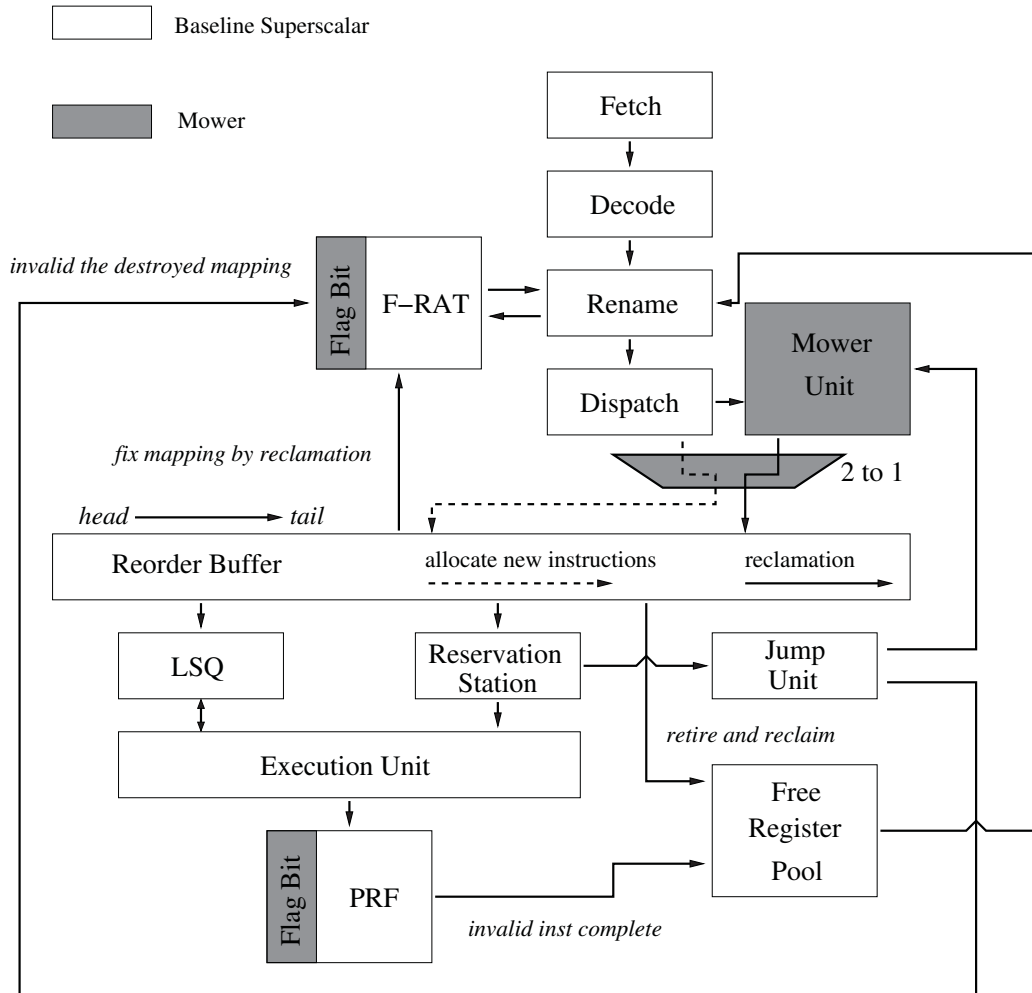 Baseline Superscalar
Mower
Fetch
Decode
invalid the destroyed mapping
Flag Bit
F–RAT
Rename
Mower
Unit
Dispatch
fix mapping by reclamation
2 to 1
head
tail
Reorder Buffer
allocate new instructions
reclamation
LSQ
Reservation
Station
Jump
Unit
retire and reclaim
Execution Unit
Free
Register
Pool
Flag Bit
PRF
invalid inst complete